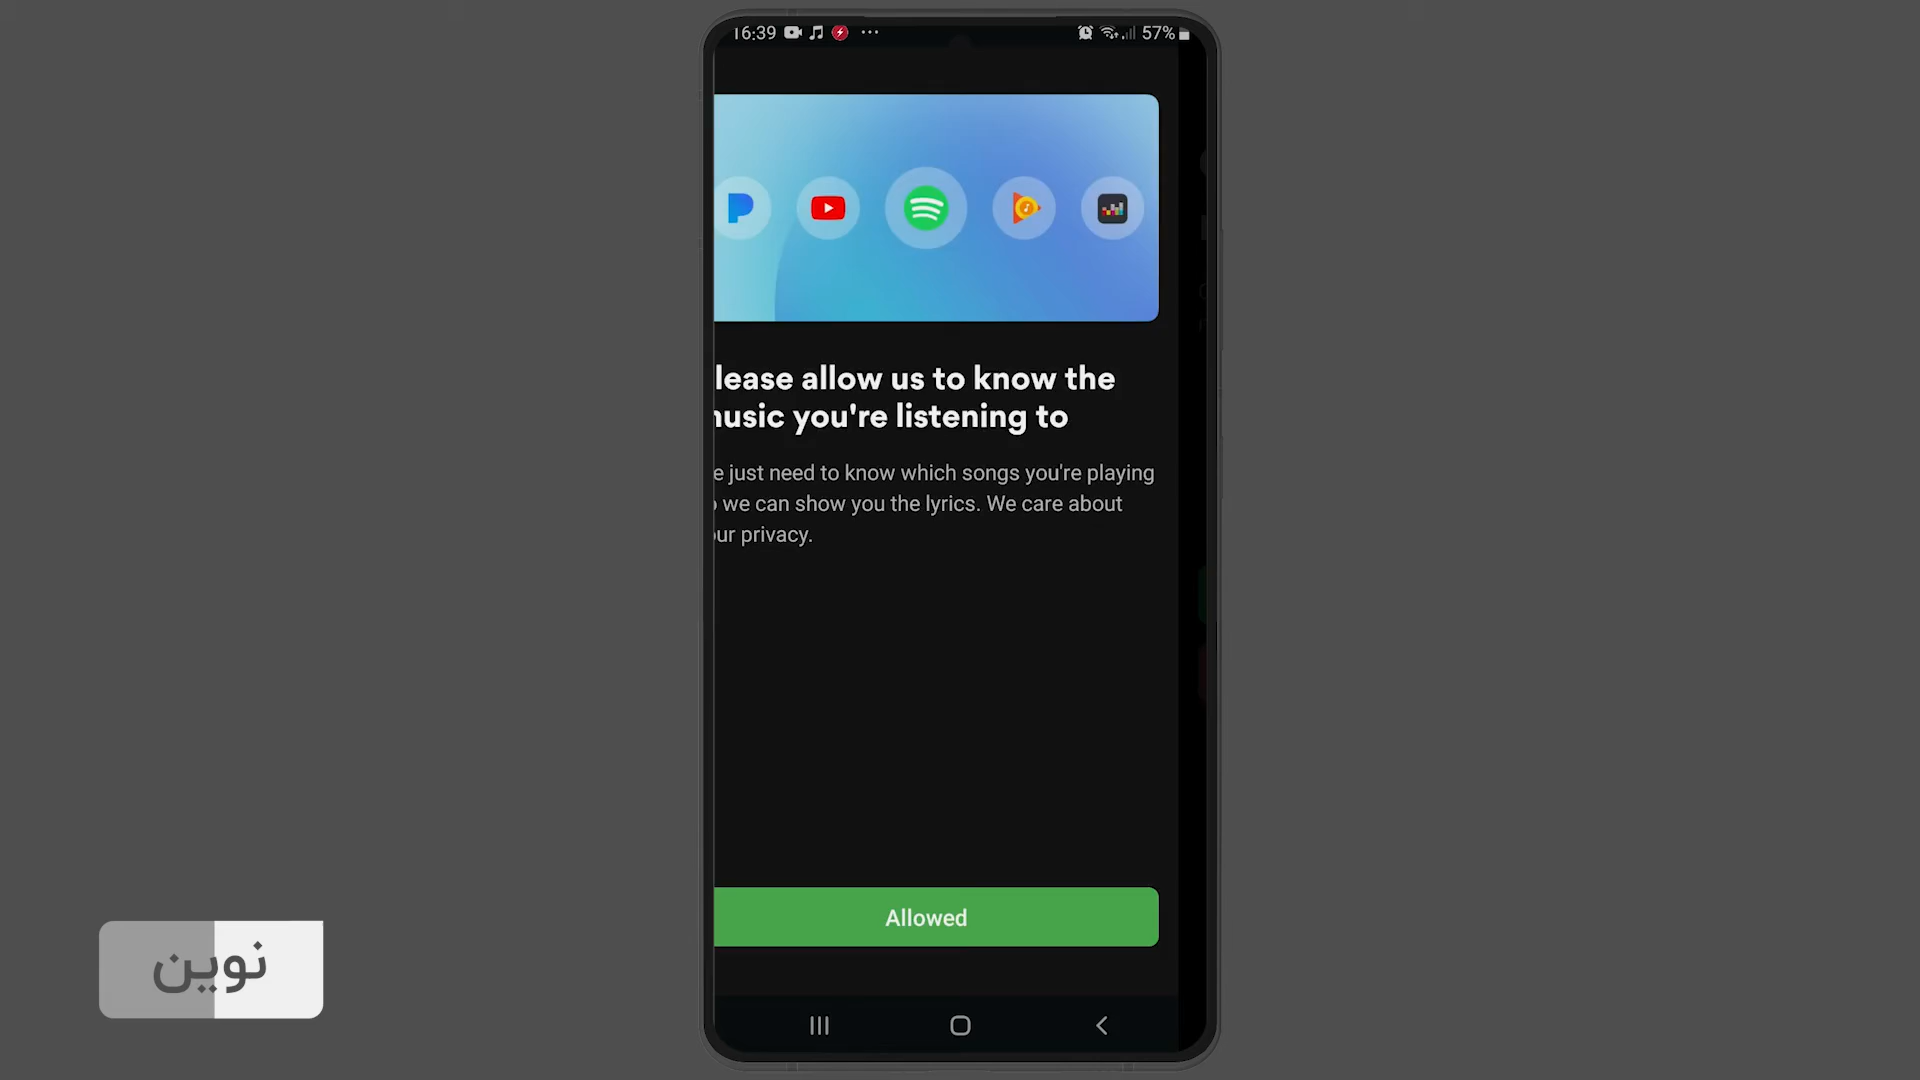 16:39
57%
lease allow us to know the
music you're listening to
e just need to know which songs you're playing
we can show you the lyrics. We care about
ur privacy.
Allowed
نوین